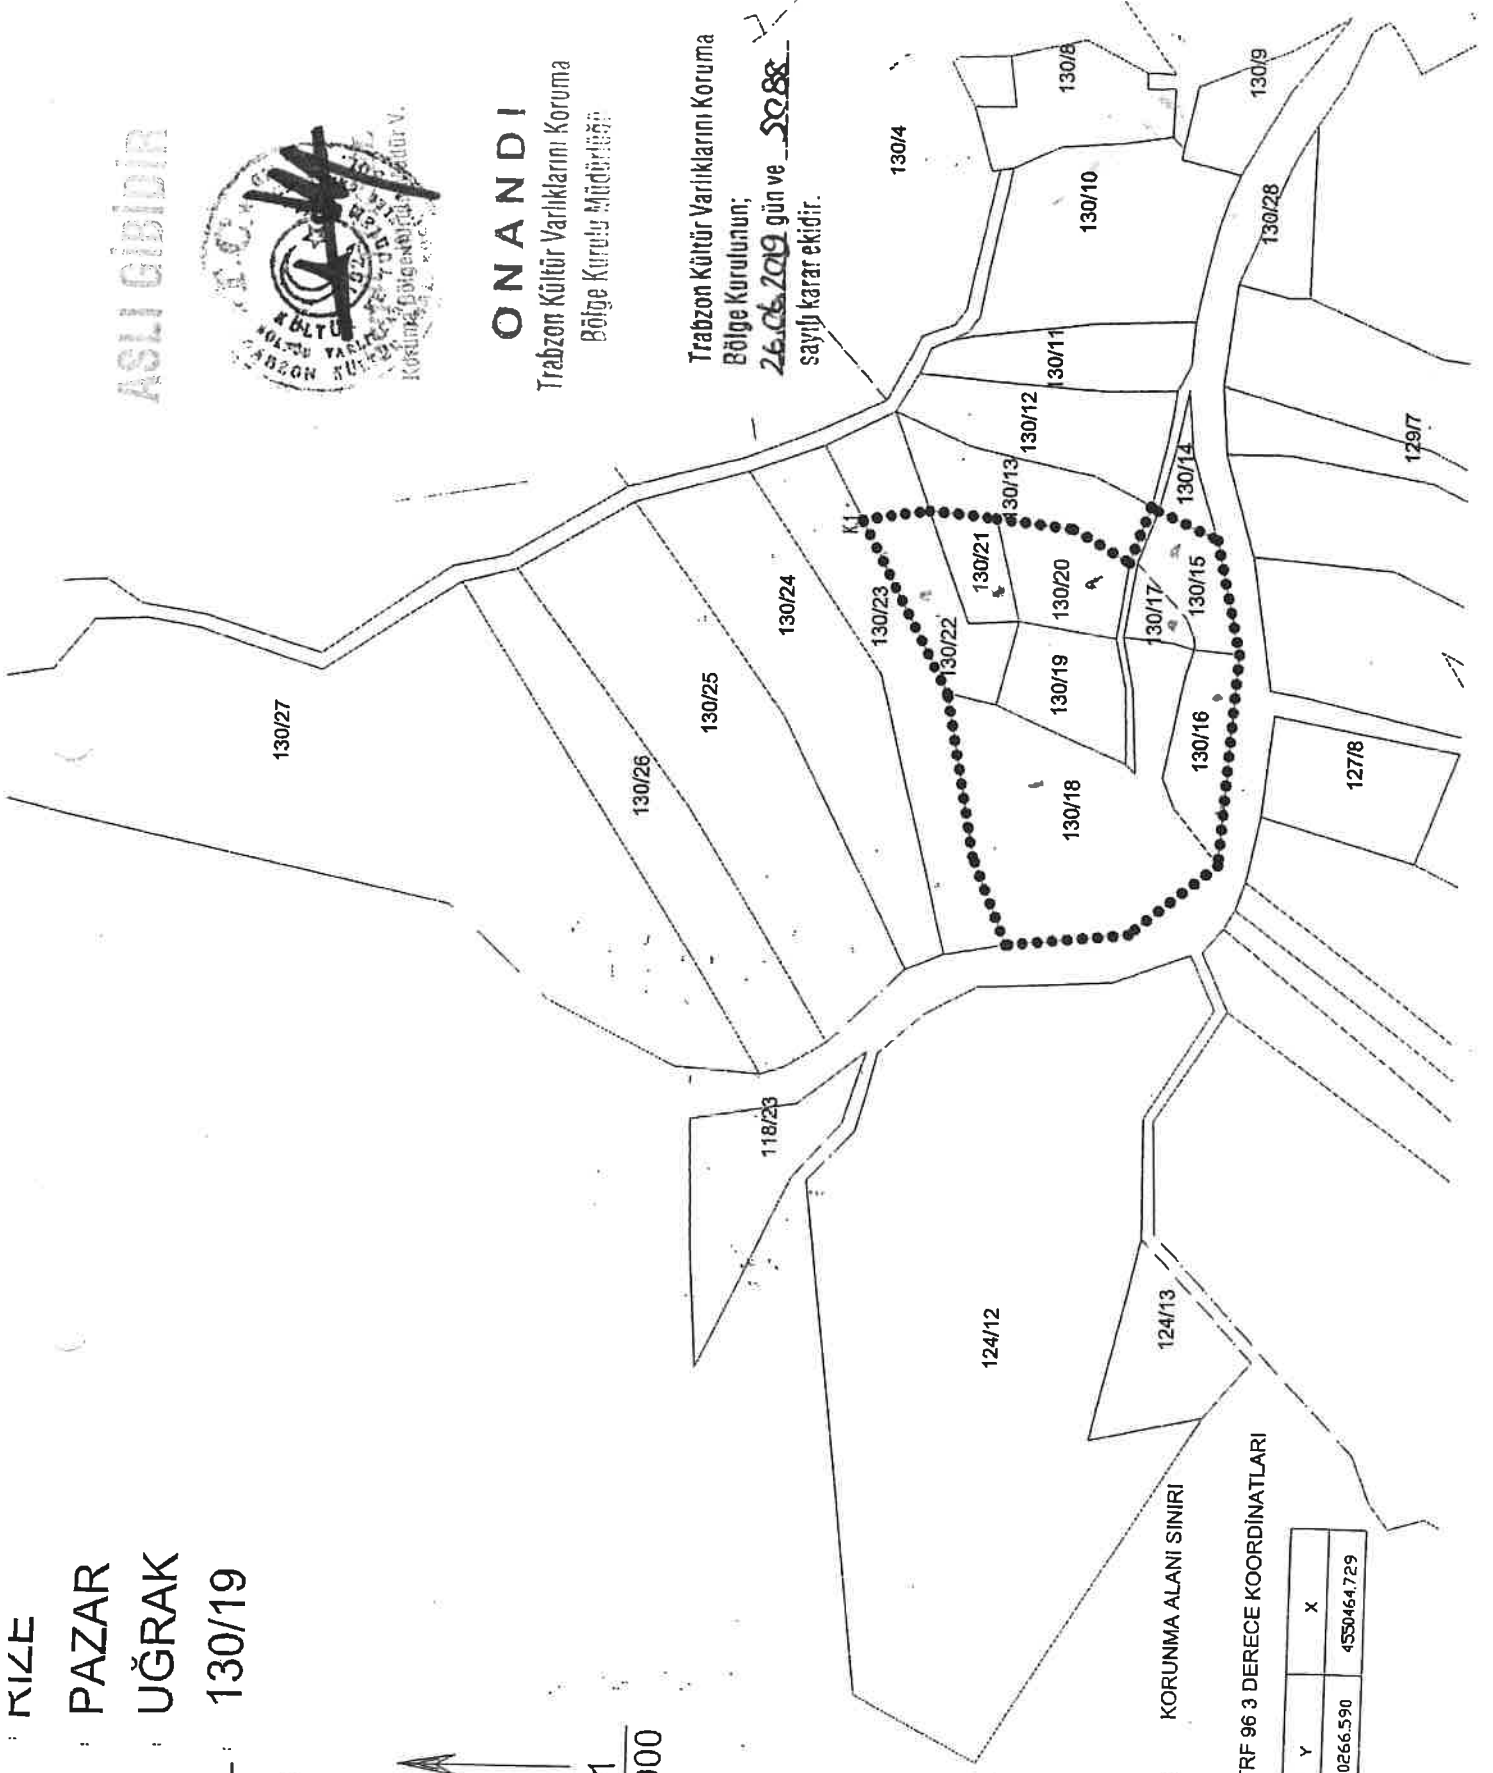 : RİZE
: PAZAR
: UĞRAK
: 130/19
1
000
ASLI GİBİDİR
T.C.
ONANDI
Trabzon Kültür Varlıklarını Koruma
Bölge Kurulu Müdürlüğü
Trabzon Kültür Varlıklarını Koruma
Bölge Kurulunun;
26.06.2019 gün ve 5088
sayılı karar ekidir.
130/27
130/26
130/25
130/24
130/23
130/22
130/21
130/20
130/19
130/18
130/17
130/16
130/15
130/14
130/13
130/12
130/11
130/10
130/4
130/8
130/9
130/28
129/7
127/8
118/23
124/12
124/13
K1
KORUNMA ALANI SINIRI
TRF 96 3 DERECE KOORDİNATLARI
Y X
0266.590 4550464.729